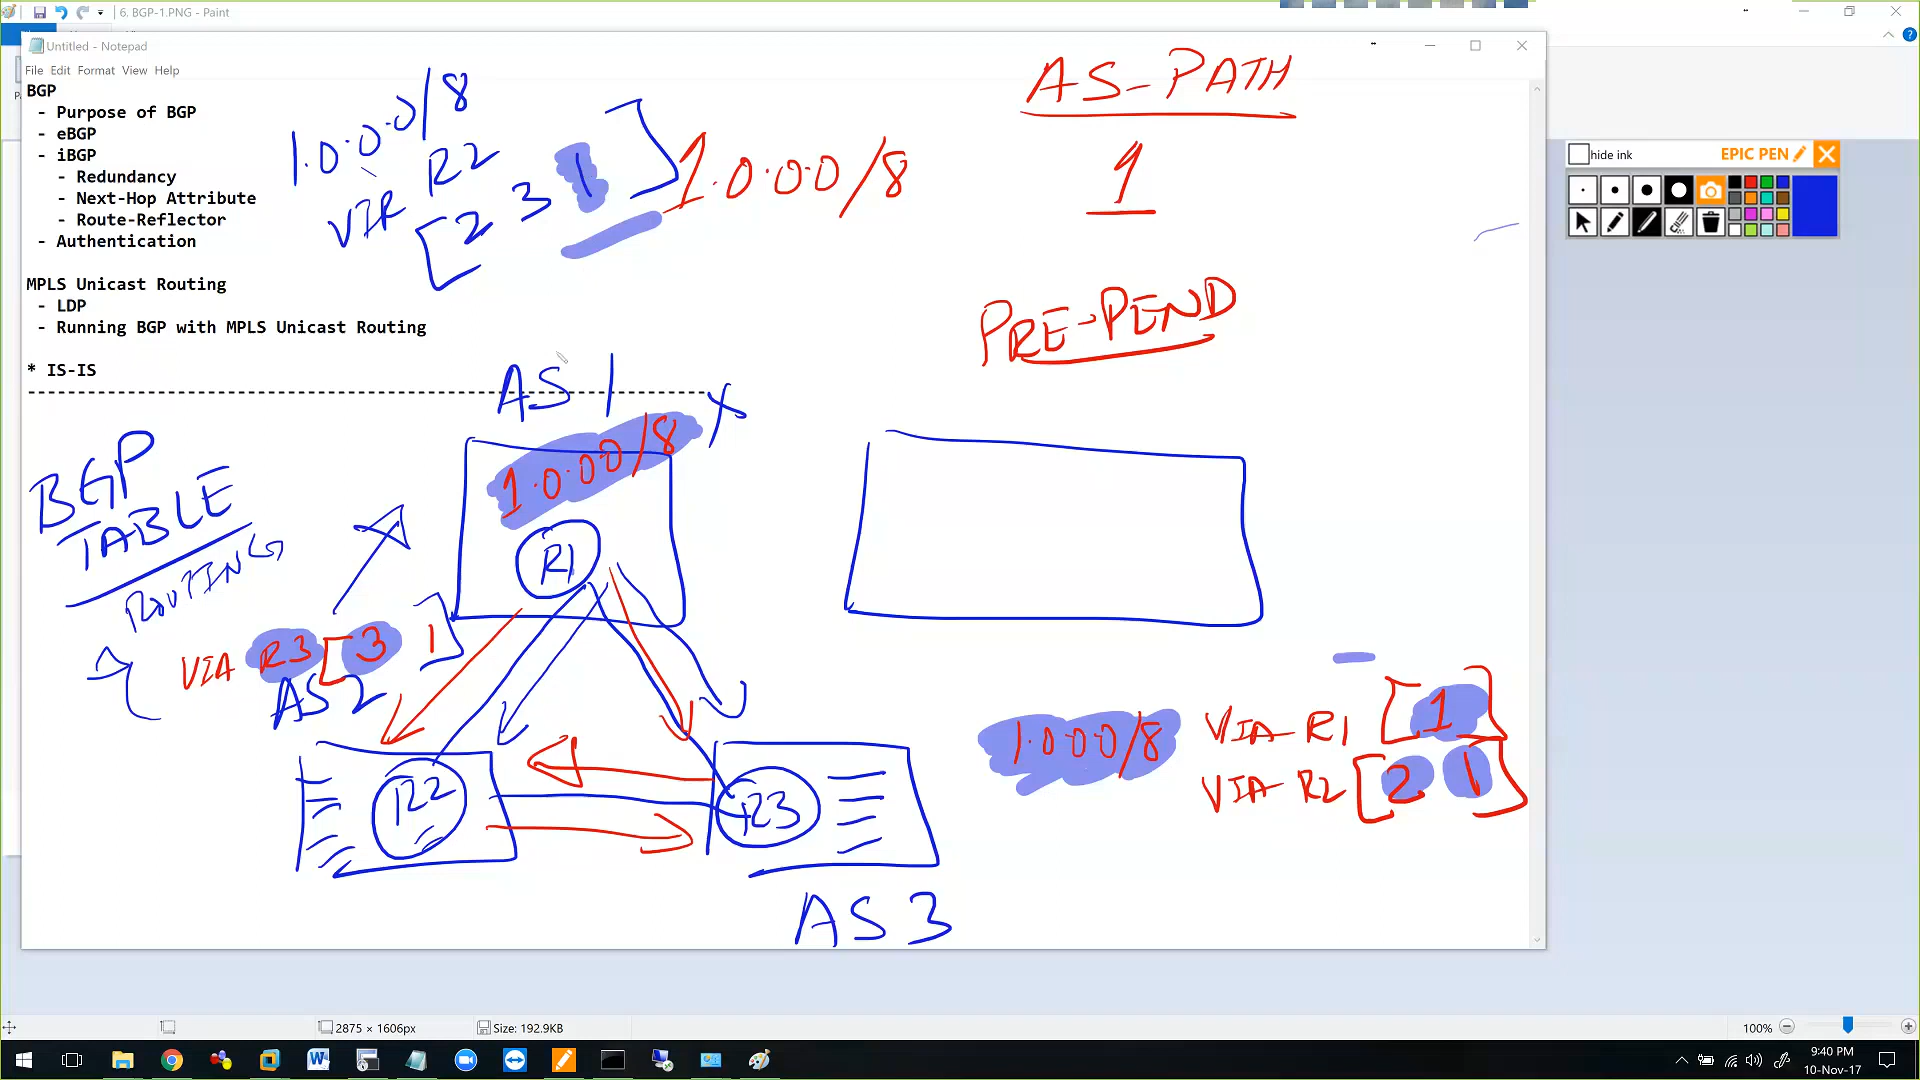 6. BGP-1.PNG - Paint
Untitled - Notepad
File Edit Format View Help
BGP
- Purpose of BGP
- eBGP
- iBGP
- Redundancy
- Next-Hop Attribute
- Route-Reflector
- Authentication
MPLS Unicast Routing
- LDP
- Running BGP with MPLS Unicast Routing
* IS-IS
1.0.0.0/8
VIA R2
[2 3 1]
1.0.0.0/8
AS-PATH
1
PRE-PEND
hide ink
EPIC PEN
AS 1
X
1.0.0.0/8
R1
BGP
TABLE
ROUTING
VIA R3 [3 1]
AS 2
R2
R3
AS 3
1.0.0.0/8 VIA R1 [1]
VIA R2 [2 1]
2875 × 1606px
Size: 192.9KB
100%
9:40 PM
10-Nov-17